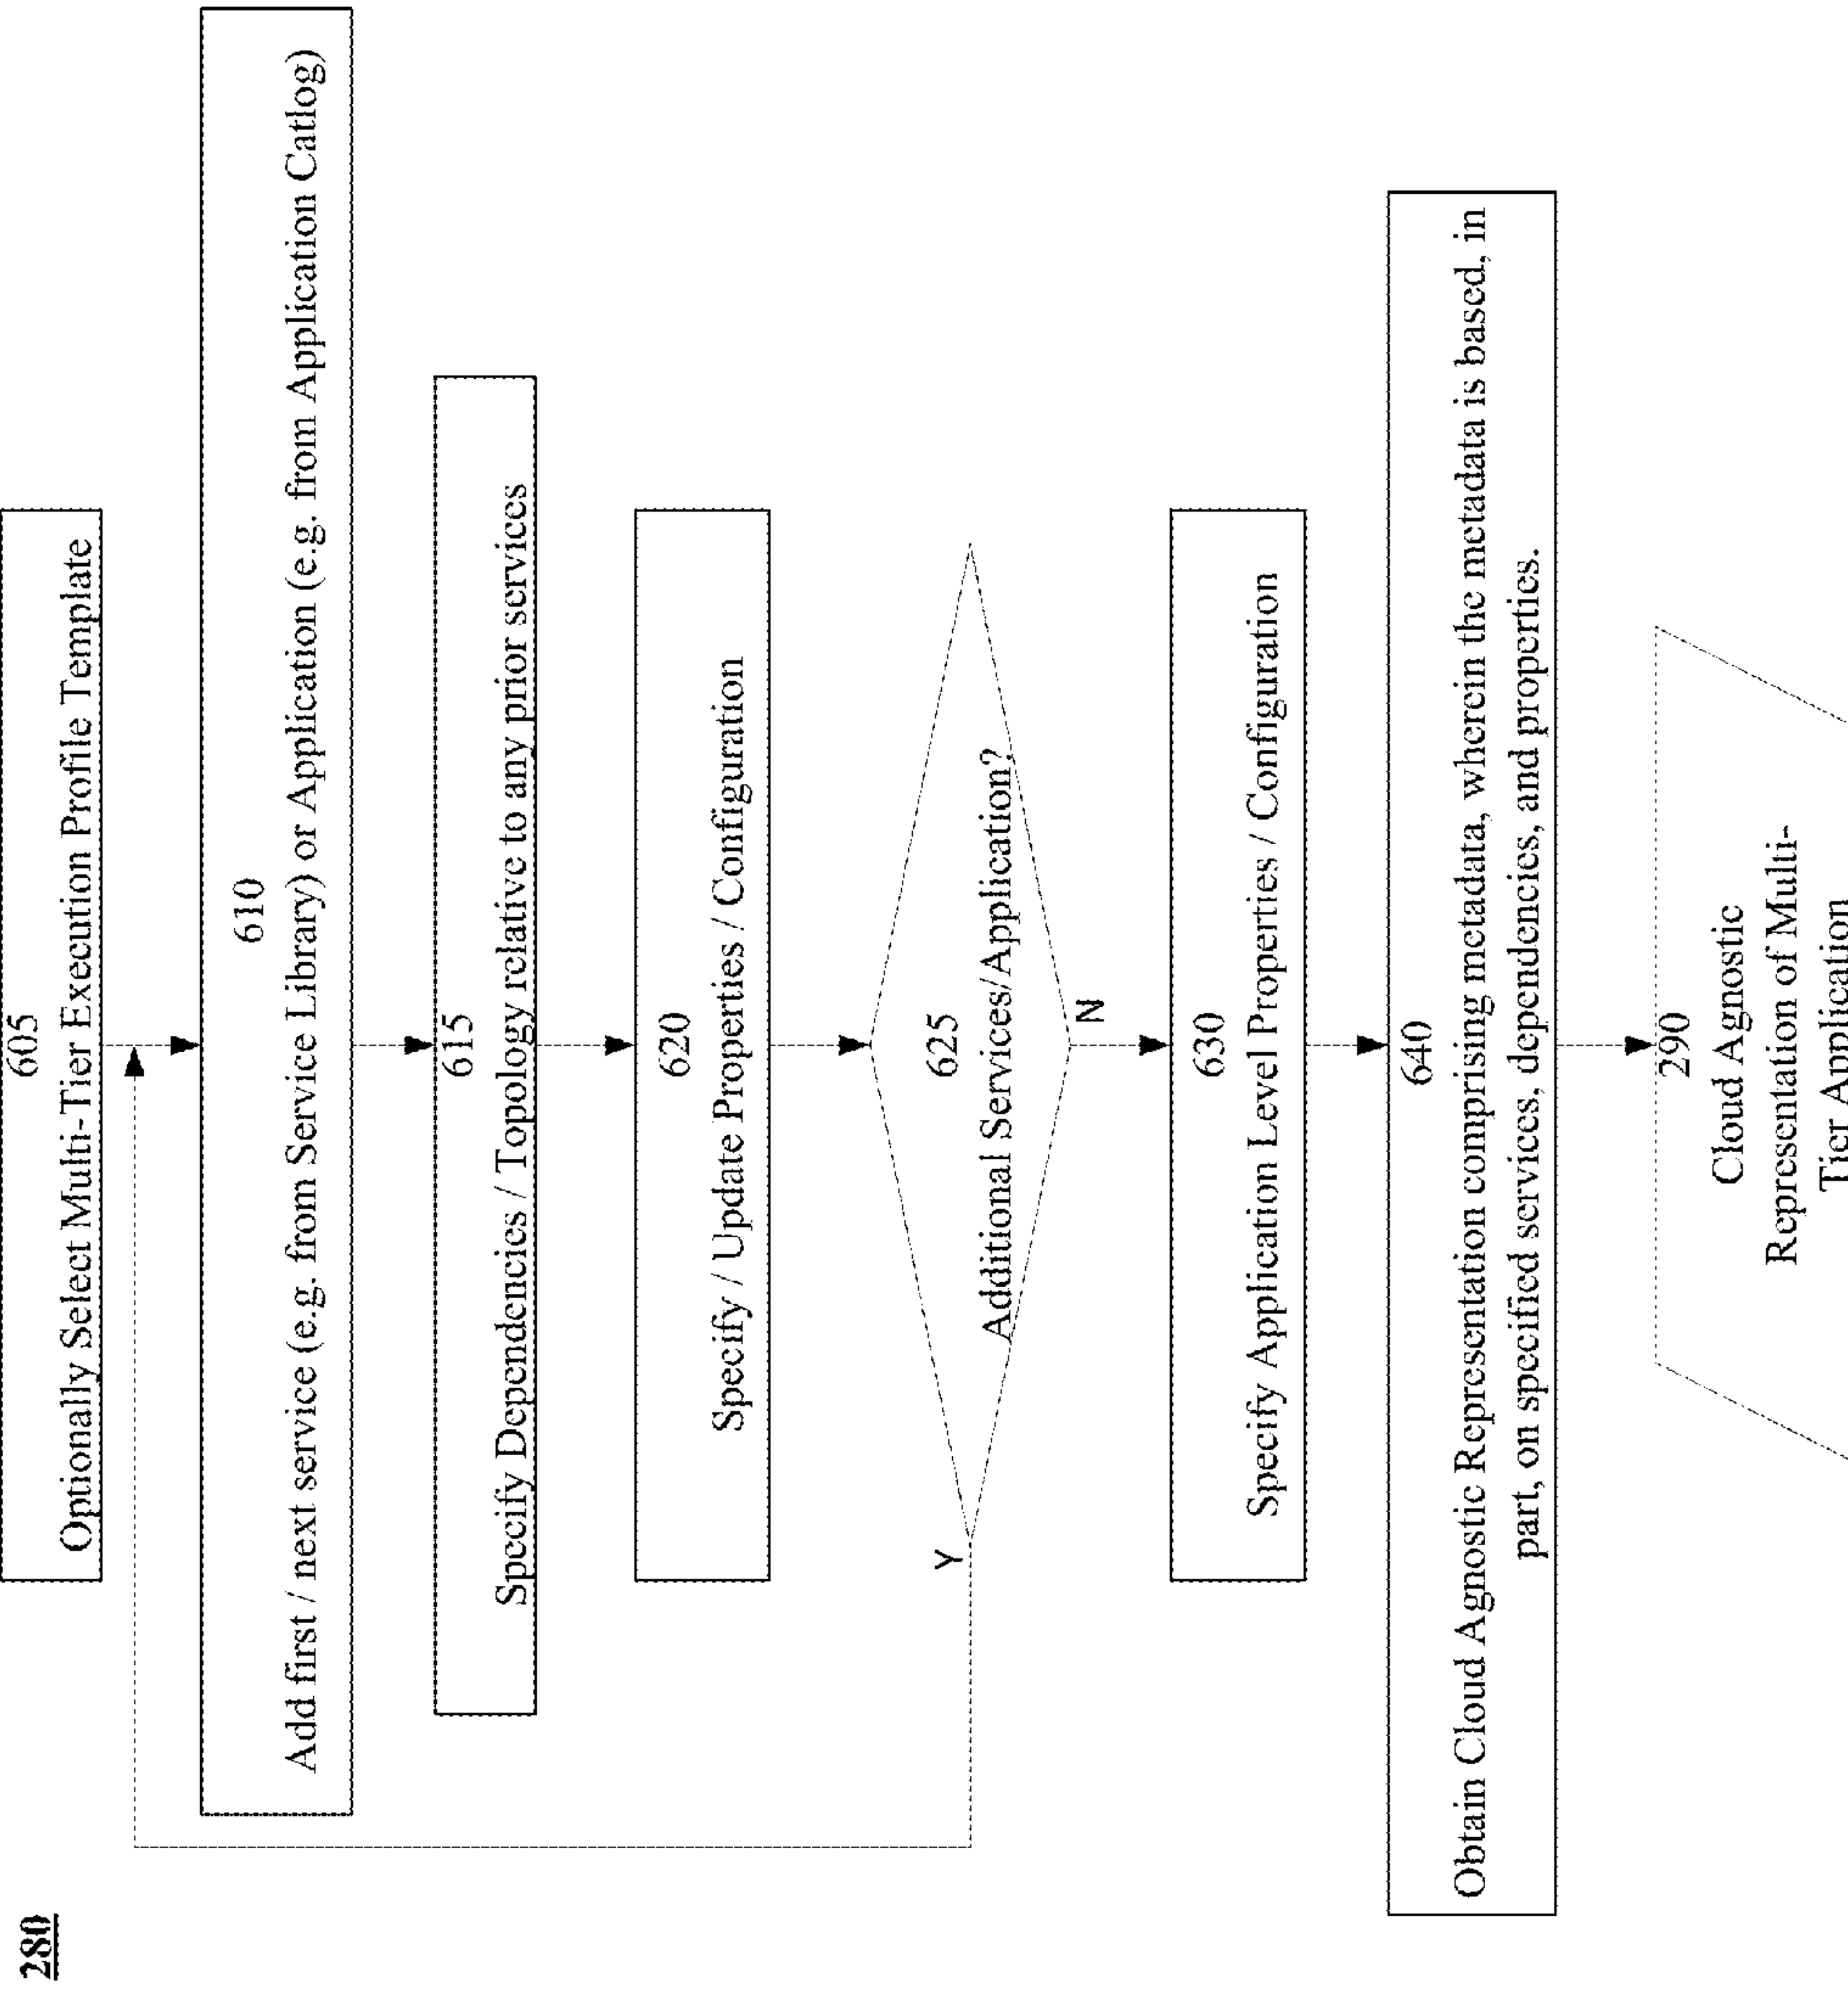 280
605
Optionally Select Multi-Tier Execution Profile Template
610
Add first / next service (e.g. from Service Library) or Application (e.g. from Application Catlog)
615
Specify Dependencies / Topology relative to any prior services
620
Specify / Update Properties / Configuration
625
Additional Services/Application?
Y
N
630
Specify Application Level Properties / Configuration
640
Obtain Cloud Agnostic Representation comprising metadata, wherein the metadata is based, in
part, on specified services, dependencies, and properties.
290
Cloud Agnostic
Representation of Multi-
Tier Application